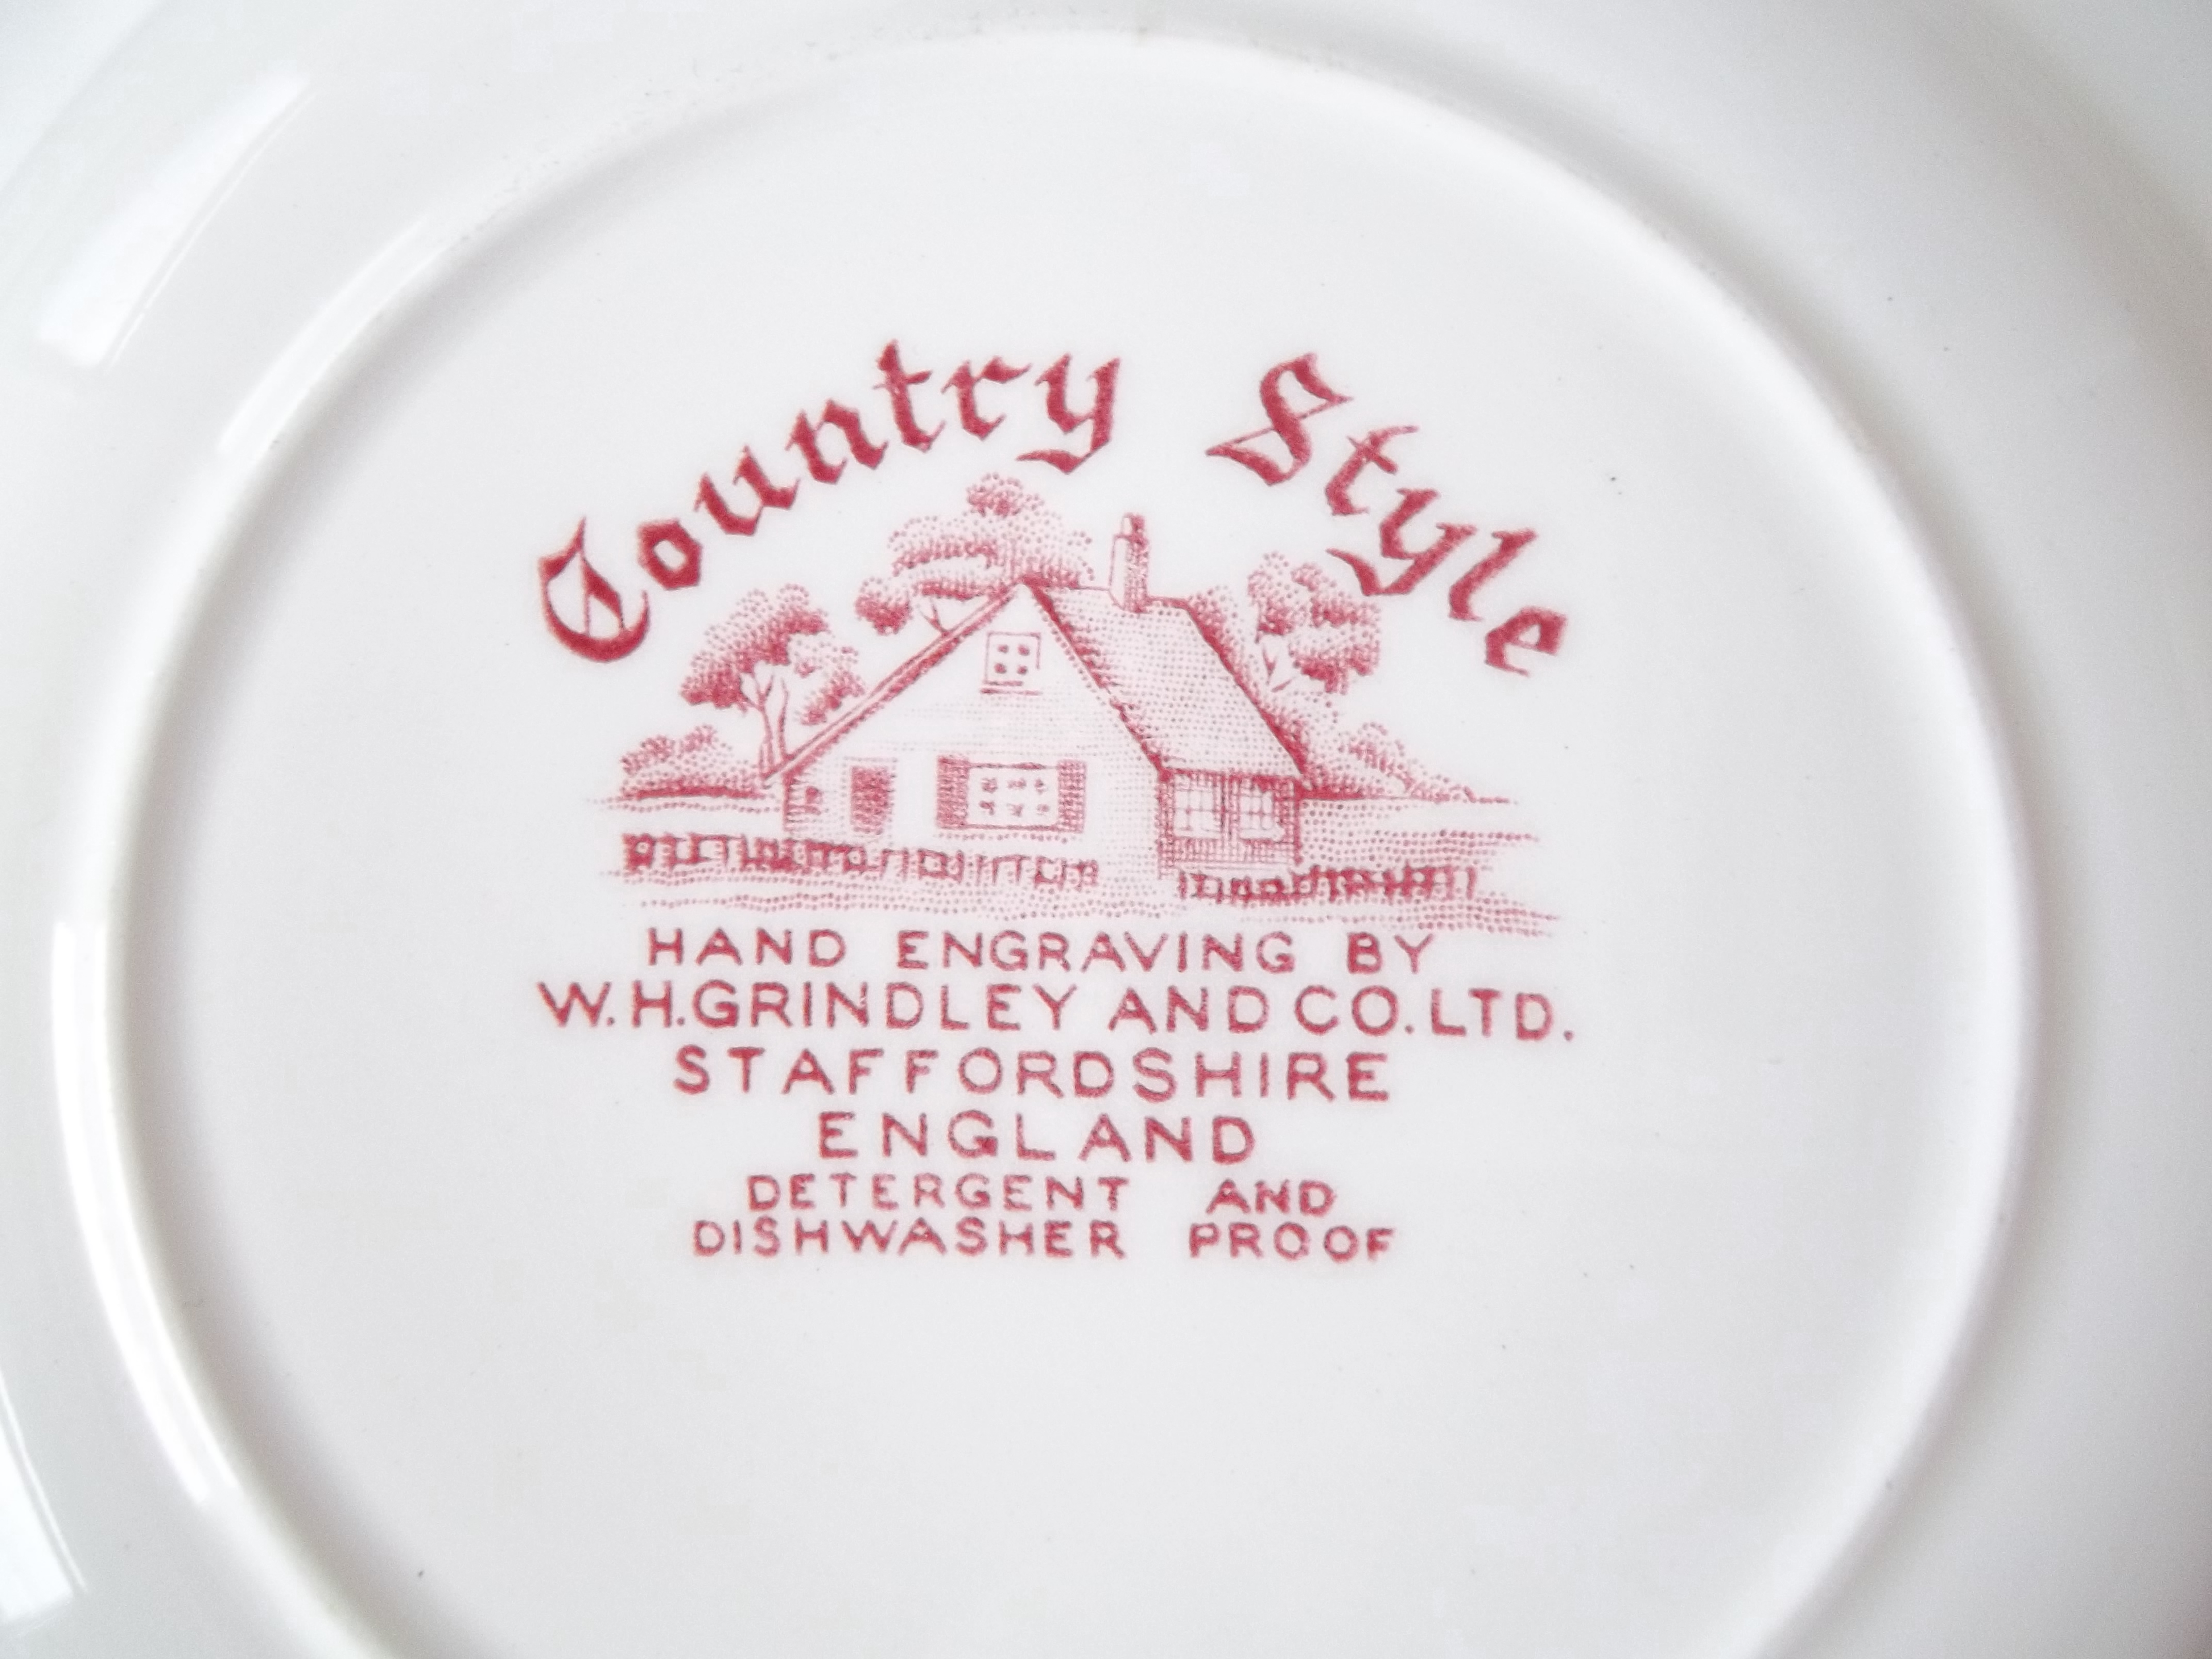 Country Style
HAND ENGRAVING BY
W.H.GRINDLEY AND CO.LTD.
STAFFORDSHIRE
ENGLAND
DETERGENT AND
DISHWASHER PROOF